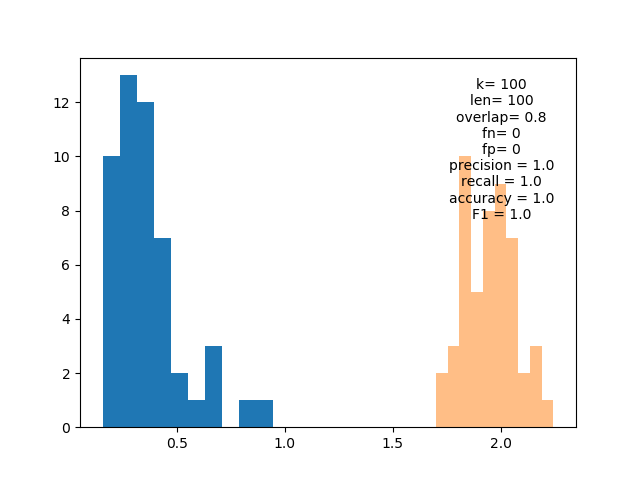 k= 100
len= 100
overlap= 0.8
fn= 0
fp= 0
precision = 1.0
recall = 1.0
accuracy = 1.0
F1 = 1.0
12
10
8
6
4
2
0
0.5 1.0 1.5 2.0